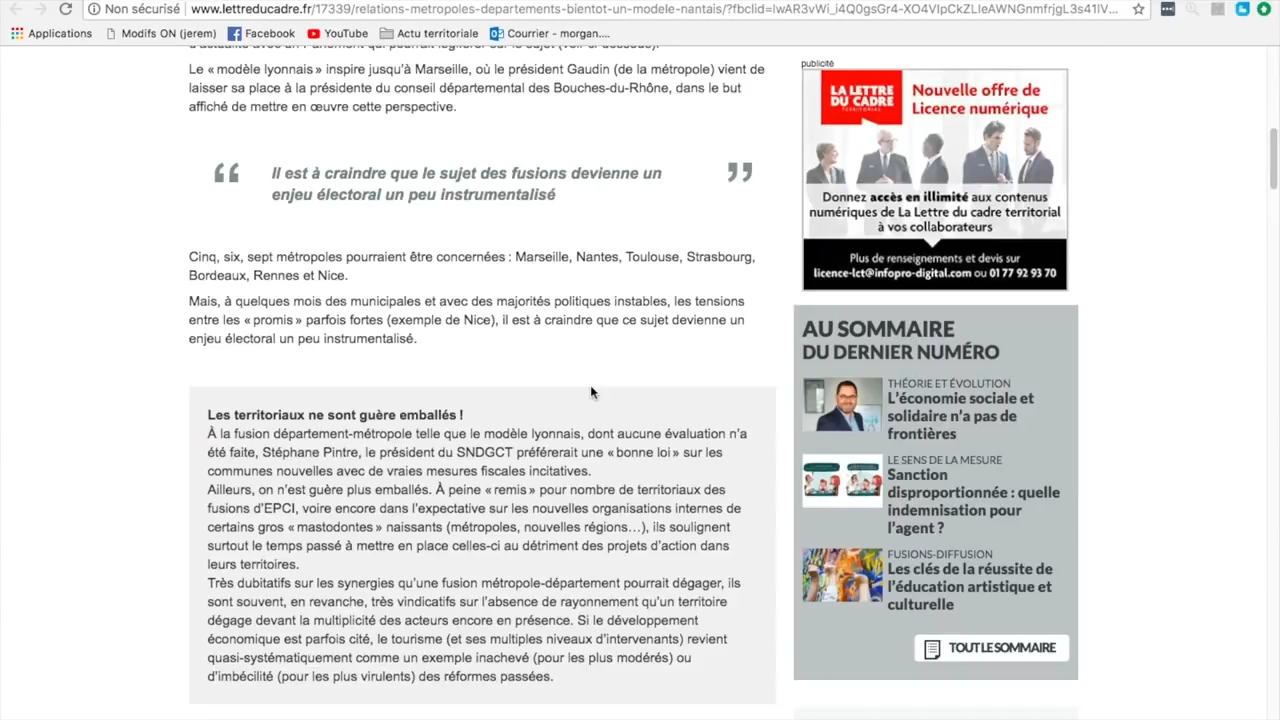 Non sécurisé
www.lettreducadre.fr/17339/relations-metropoles-departements-bientot-un-modele-nantais/?fbclid=IwAR3vWi_i4Q0gsGr4-XO4VIpCkZLIeAWNGnmfrjgL3s41lV...
Applications
Modifs ON (jerem)
Facebook
YouTube
Actu territoriale
Courrier - morgan....
Le « modèle lyonnais » inspire jusqu'à Marseille, où le président Gaudin (de la métropole) vient de
laisser sa place à la présidente du conseil départemental des Bouches-du-Rhône, dans le but
affiché de mettre en œuvre cette perspective.
“ Il est à craindre que le sujet des fusions devienne un ”
enjeu électoral un peu instrumentalisé
Cinq, six, sept métropoles pourraient être concernées : Marseille, Nantes, Toulouse, Strasbourg,
Bordeaux, Rennes et Nice.
Mais, à quelques mois des municipales et avec des majorités politiques instables, les tensions
entre les « promis » parfois fortes (exemple de Nice), il est à craindre que ce sujet devienne un
enjeu électoral un peu instrumentalisé.
Les territoriaux ne sont guère emballés !
À la fusion département-métropole telle que le modèle lyonnais, dont aucune évaluation n'a
été faite, Stéphane Pintre, le président du SNDGCT préférerait une « bonne loi » sur les
communes nouvelles avec de vraies mesures fiscales incitatives.
Ailleurs, on n'est guère plus emballés. À peine « remis » pour nombre de territoriaux des
fusions d'EPCI, voire encore dans l'expectative sur les nouvelles organisations internes de
certains gros « mastodontes » naissants (métropoles, nouvelles régions…), ils soulignent
surtout le temps passé à mettre en place celles-ci au détriment des projets d'action dans
leurs territoires.
Très dubitatifs sur les synergies qu'une fusion métropole-département pourrait dégager, ils
sont souvent, en revanche, très vindicatifs sur l'absence de rayonnement qu'un territoire
dégage devant la multiplicité des acteurs encore en présence. Si le développement
économique est parfois cité, le tourisme (et ses multiples niveaux d'intervenants) revient
quasi-systématiquement comme un exemple inachevé (pour les plus modérés) ou
d'imbécilité (pour les plus virulents) des réformes passées.
publicité
LA LETTRE
DU CADRE
TERRITORIAL
Nouvelle offre de
Licence numérique
Donnez accès en illimité aux contenus
numériques de La Lettre du cadre territorial
à vos collaborateurs
Plus de renseignements et devis sur
licence-lct@infopro-digital.com ou 01 77 92 93 70
AU SOMMAIRE
DU DERNIER NUMÉRO
THÉORIE ET ÉVOLUTION
L'économie sociale et
solidaire n'a pas de
frontières
LE SENS DE LA MESURE
Sanction
disproportionnée : quelle
indemnisation pour
l'agent ?
FUSIONS-DIFFUSION
Les clés de la réussite de
l'éducation artistique et
culturelle
TOUT LE SOMMAIRE